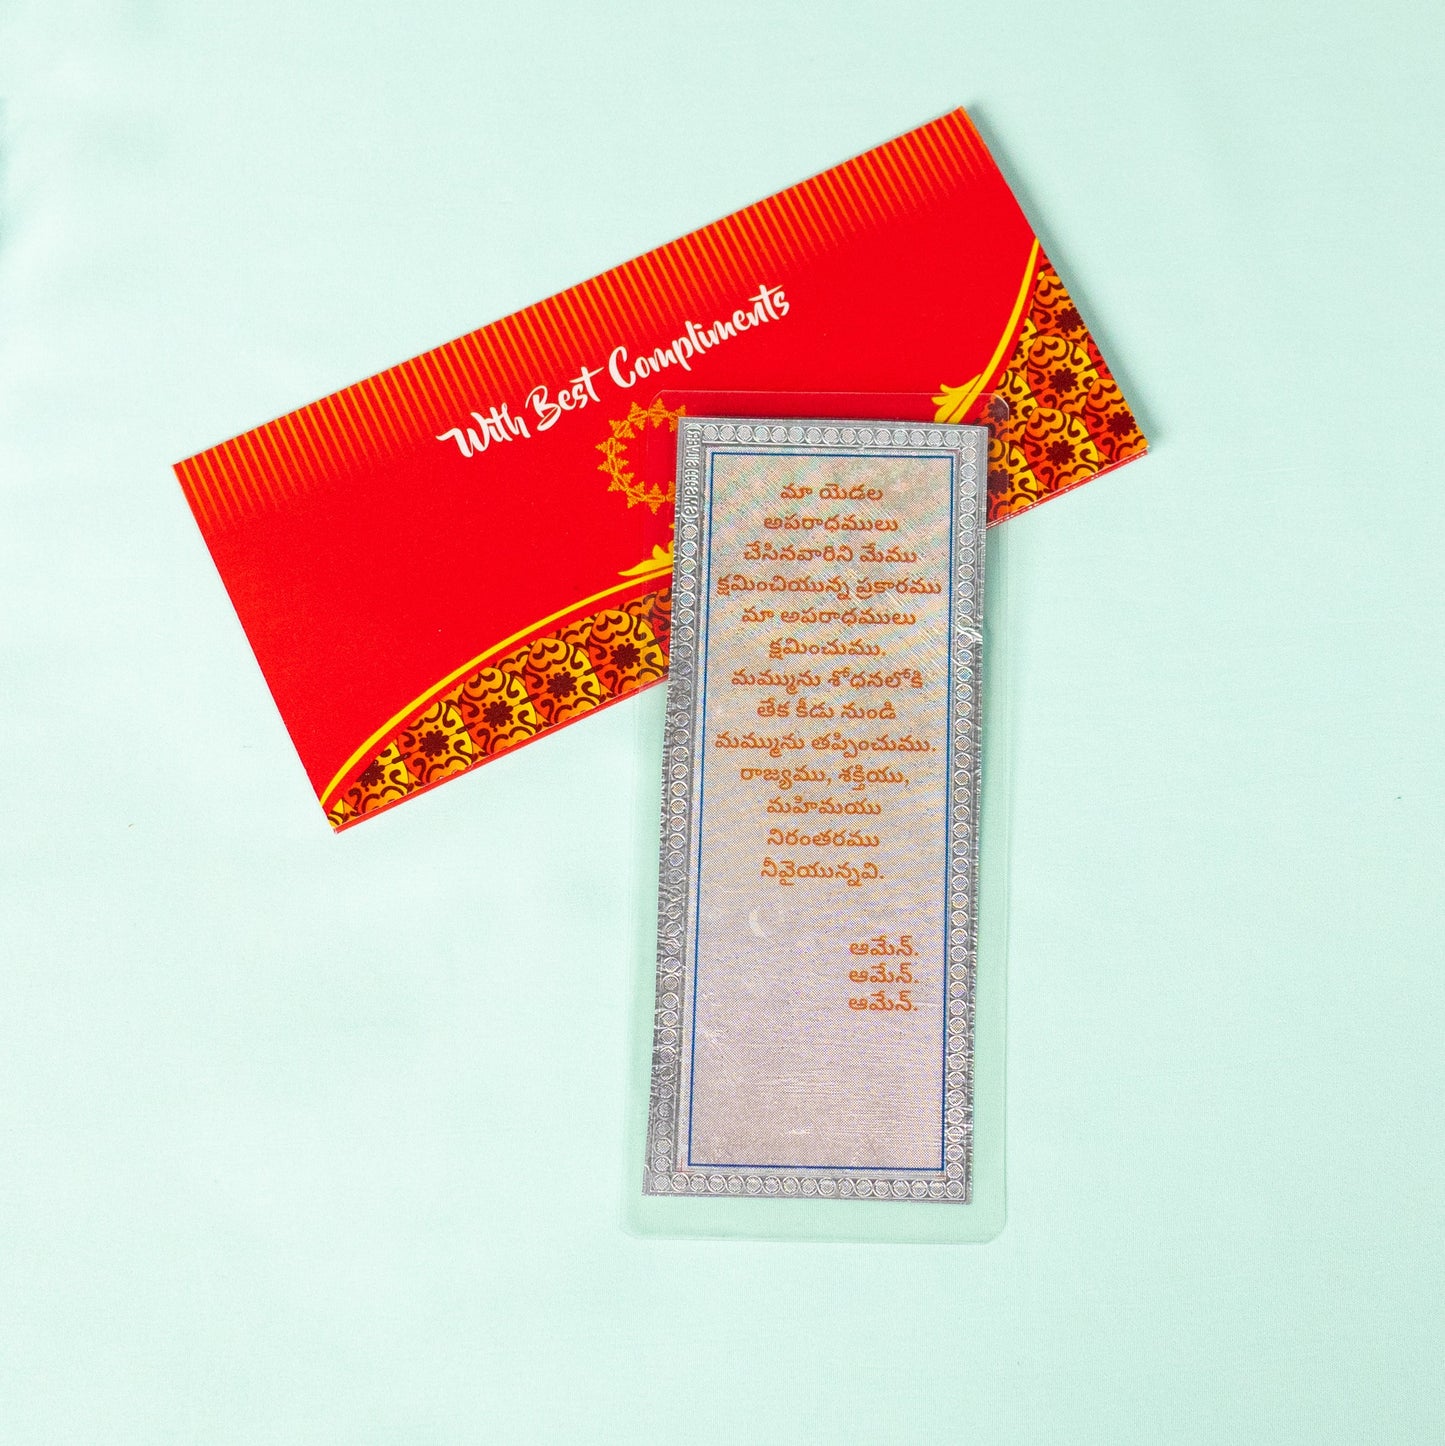 With Best Compliments
మా యెడల
అపరాధములు
చేసినవారిని మేము
క్షమించియున్న ప్రకారము
మా అపరాధములు
క్షమించుము.
మమ్మును శోధనలోకి
తేక కీడు నుండి
మమ్మును తప్పించుము.
రాజ్యము, శక్తియు,
మహిమయు
నిరంతరము
నీవైయున్నవి.
ఆమేన్.
ఆమేన్.
ఆమేన్.